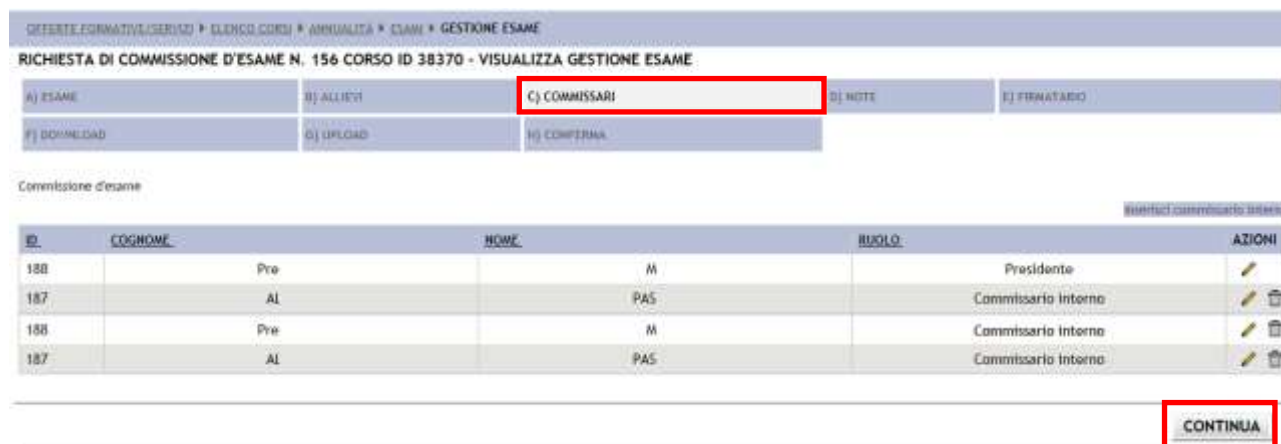 OFFERTE FORMATIVE/SERVIZI ELENCO CORSI ANNUALITÀ ESAMI GESTIONE ESAME
RICHIESTA DI COMMISSIONE D'ESAME N. 156 CORSO ID 38370 - VISUALIZZA GESTIONE ESAME
A) ESAME B) ALLIEVI C) COMMISSARI D) NOTE E) FIRMATARIO
F) DOWNLOAD G) UPLOAD H) CONFERMA
Commissione d'esame
Inserisci commissario intern
ID COGNOME NOME RUOLO AZIONI
188 Pre M Presidente
187 AL PAS Commissario interno
188 Pre M Commissario interno
187 AL PAS Commissario interno
CONTINUA